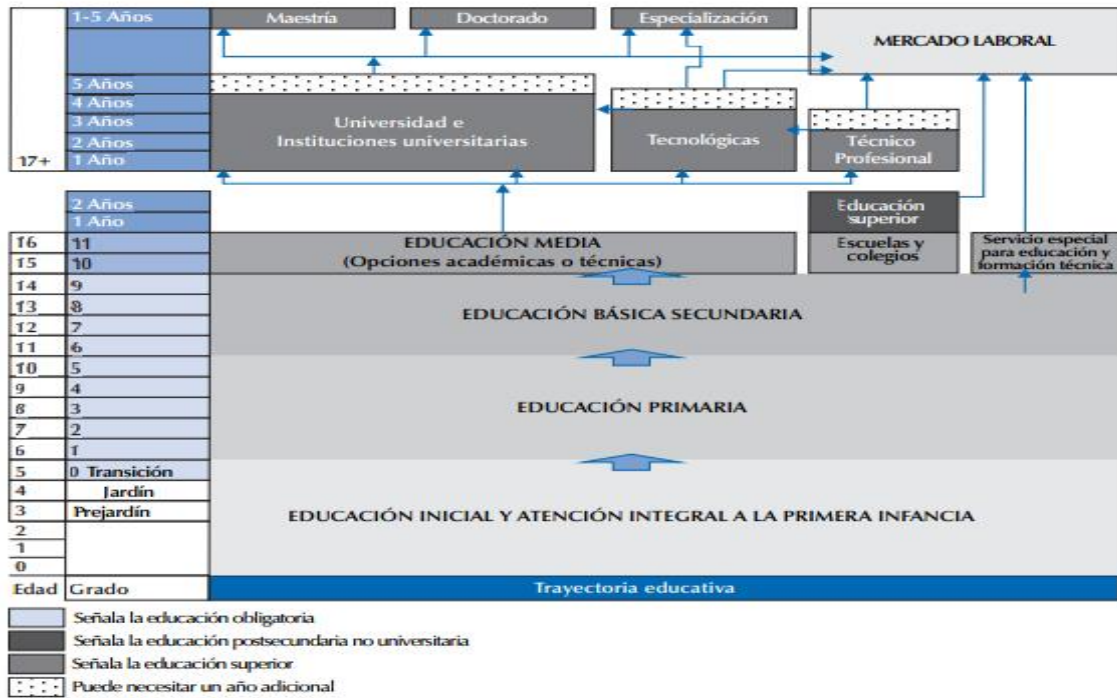 1-5 Años
Maestría
Doctorado
Especialización
MERCADO LABORAL
5 Años
4 Años
3 Años
2 Años
1 Año
17+
Universidad e
Instituciones universitarias
Tecnológicas
Técnico
Profesional
2 Años
1 Año
Educación
superior
16
11
15
10
EDUCACIÓN MEDIA
(Opciones académicas o técnicas)
Escuelas y
colegios
Servicio especial
para educación y
formación técnica
14
9
13
8
12
7
11
6
EDUCACIÓN BÁSICA SECUNDARIA
10
5
9
4
8
3
7
2
6
1
EDUCACIÓN PRIMARIA
5
0 Transición
4
Jardín
3
Prejardín
2
1
0
EDUCACIÓN INICIAL Y ATENCIÓN INTEGRAL A LA PRIMERA INFANCIA
Edad
Grado
Trayectoria educativa
Señala la educación obligatoria
Señala la educación postsecundaria no universitaria
Señala la educación superior
Puede necesitar un año adicional